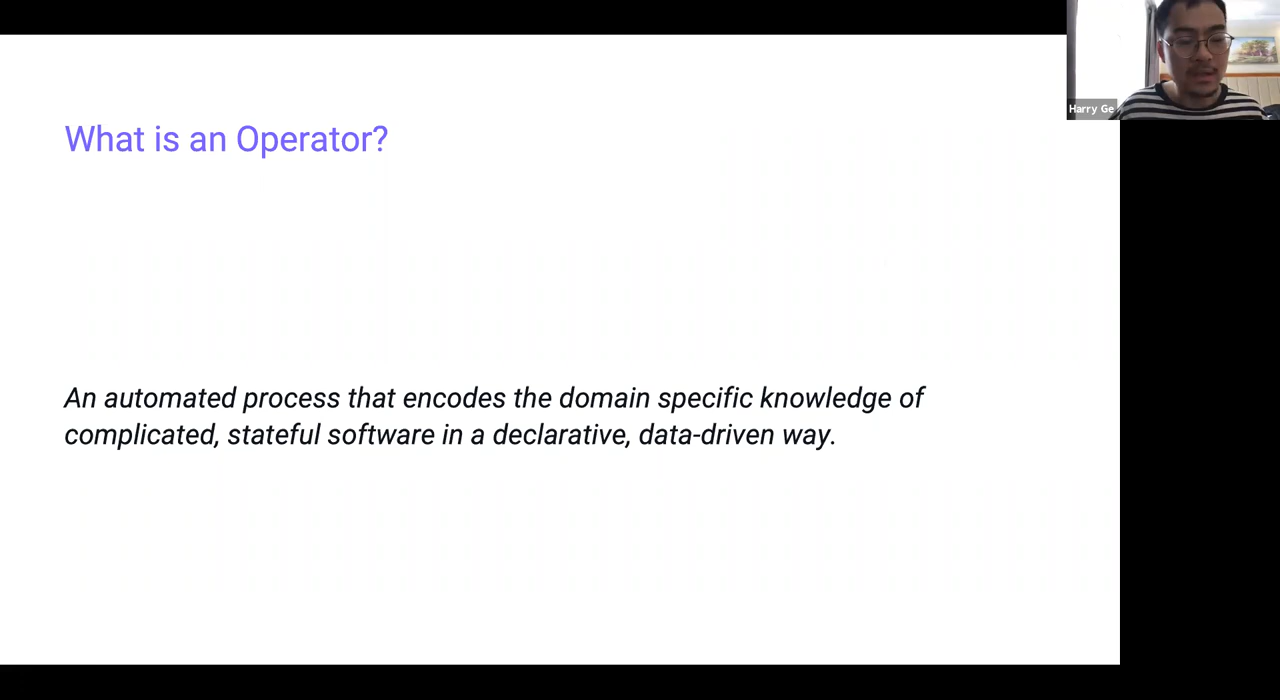 What is an Operator?
An automated process that encodes the domain specific knowledge of
complicated, stateful software in a declarative, data-driven way.
Harry Ge